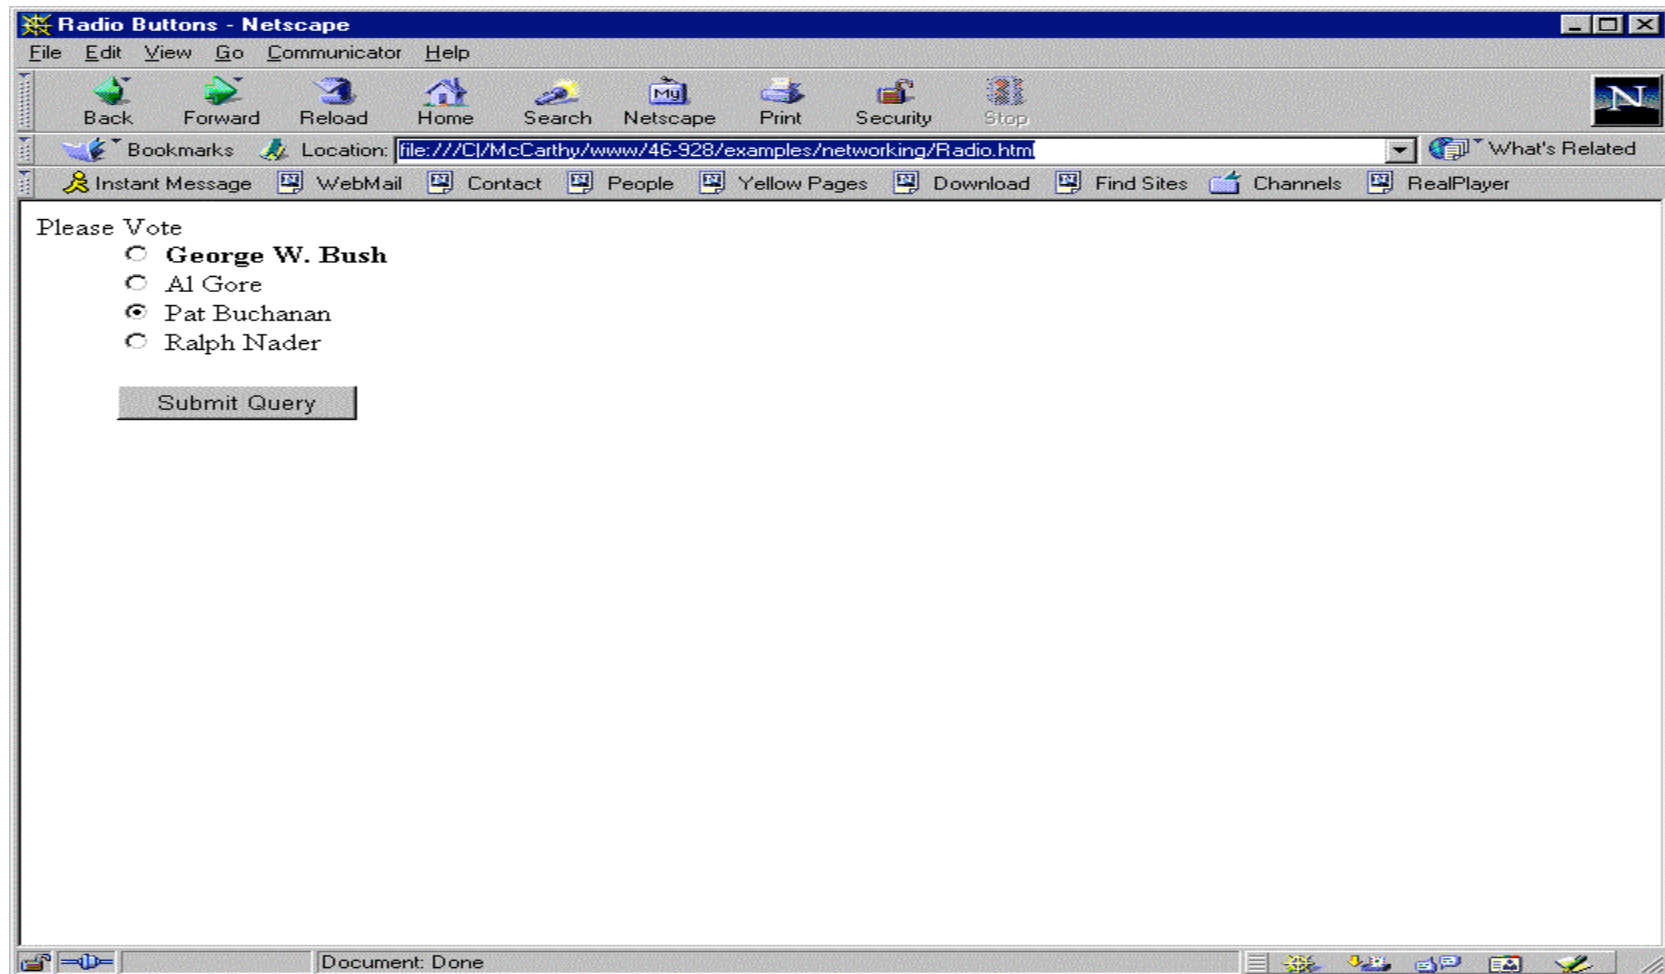 Radio Buttons - Netscape
File Edit View Go Communicator Help
My
N
Back Forward Reload Home Search Netscape Print Security Stop
Bookmarks Location: file:///C|/McCarthy/www/46-928/examples/networking/Radio.html What's Related
Instant Message WebMail Contact People Yellow Pages Download Find Sites Channels RealPlayer
Please Vote
George W. Bush
Al Gore
Pat Buchanan
Ralph Nader
Submit Query
Document: Done